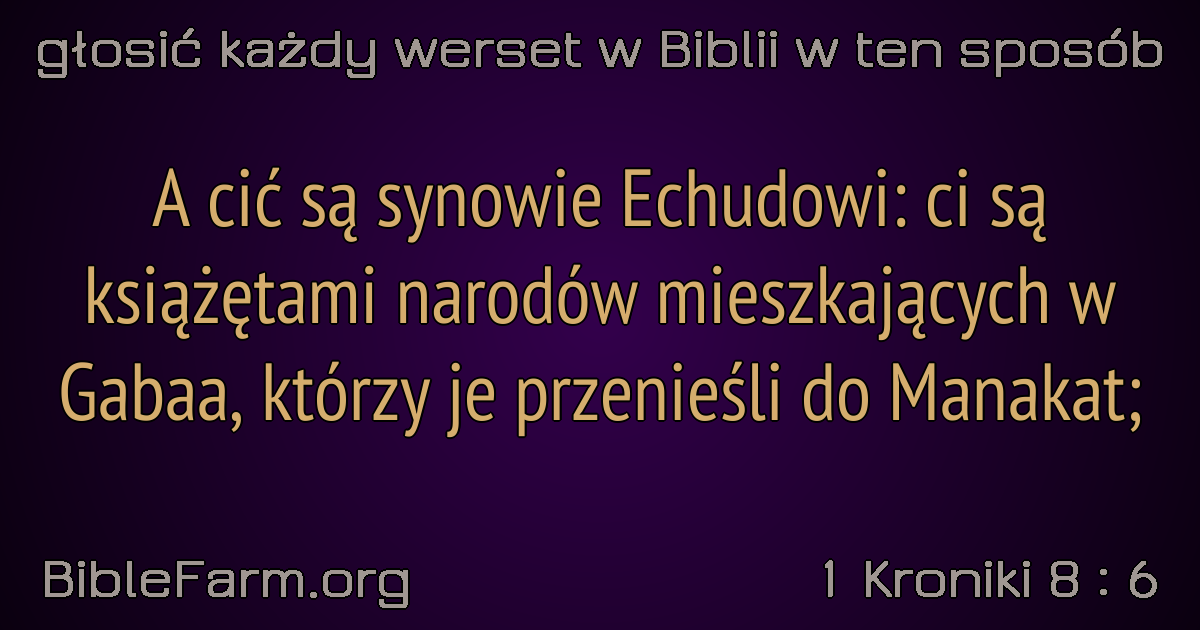 głosić każdy werset w Biblii w ten sposób
A cić są synowie Echudowi: ci są
książętami narodów mieszkających w
Gabaa, którzy je przenieśli do Manakat;
BibleFarm.org
1 Kroniki 8 : 6